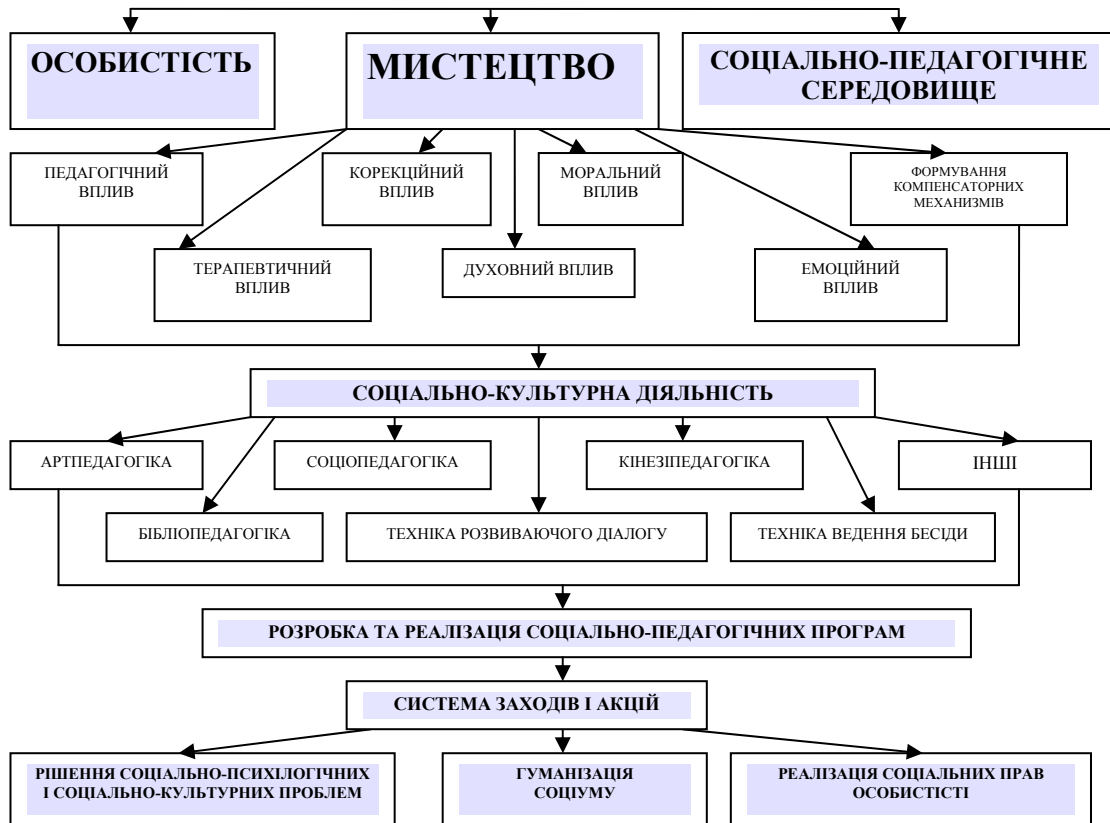 ОСОБИСТІСТЬ
МИСТЕЦТВО
СОЦІАЛЬНО-ПЕДАГОГІЧНЕ
СЕРЕДОВИЩЕ
ПЕДАГОГІЧНИЙ
ВПЛИВ
КОРЕКЦІЙНИЙ
ВПЛИВ
МОРАЛЬНИЙ
ВПЛИВ
ФОРМУВАННЯ
КОМПЕНСАТОРНИХ
МЕХАНІЗМІВ
ТЕРАПЕВТИЧНИЙ
ВПЛИВ
ДУХОВНИЙ ВПЛИВ
ЕМОЦІЙНИЙ
ВПЛИВ
СОЦІАЛЬНО-КУЛЬТУРНА ДІЯЛЬНІСТЬ
АРТПЕДАГОГІКА
СОЦІОПЕДАГОГІКА
КІНЕЗІПЕДАГОГІКА
ІНШІ
БІБЛІОПЕДАГОГІКА
ТЕХНІКА РОЗВИВАЮЧОГО ДІАЛОГУ
ТЕХНІКА ВЕДЕННЯ БЕСІДИ
РОЗРОБКА ТА РЕАЛІЗАЦІЯ СОЦІАЛЬНО-ПЕДАГОГІЧНИХ ПРОГРАМ
СИСТЕМА ЗАХОДІВ І АКЦІЙ
РІШЕННЯ СОЦІАЛЬНО-ПСИХІЛОГІЧНИХ
І СОЦІАЛЬНО-КУЛЬТУРНИХ ПРОБЛЕМ
ГУМАНІЗАЦІЯ
СОЦІУМУ
РЕАЛІЗАЦІЯ СОЦІАЛЬНИХ ПРАВ
ОСОБИСТІСТІ